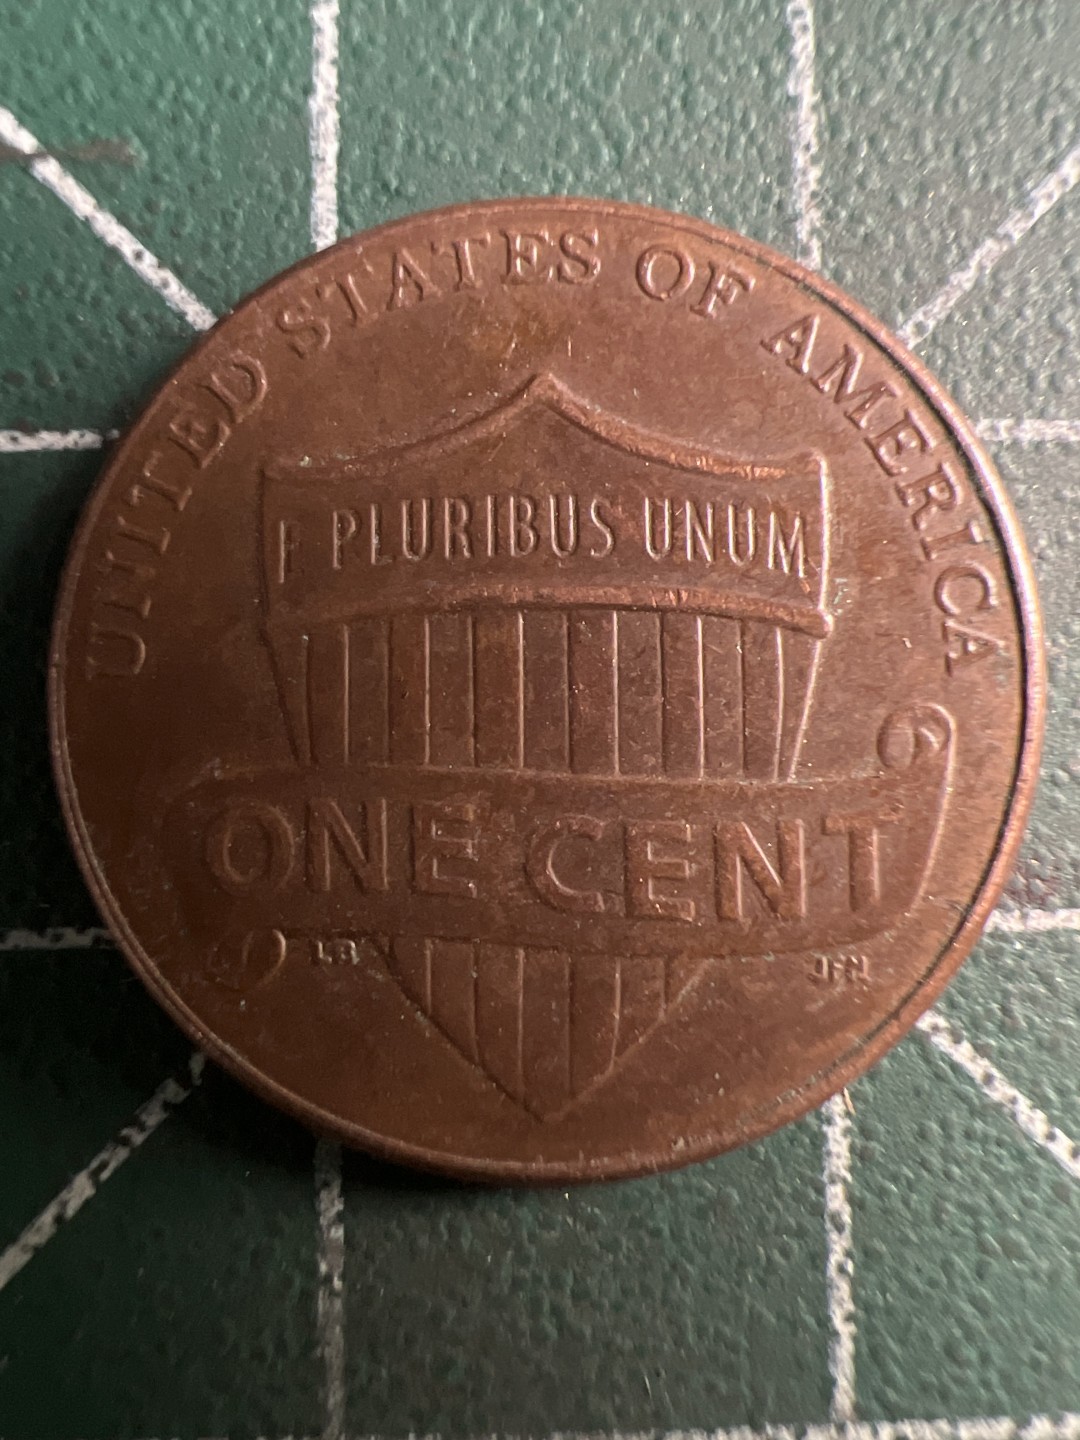 UNITED STATES OF AMERICA
E PLURIBUS UNUM
ONE CENT
LB JFM